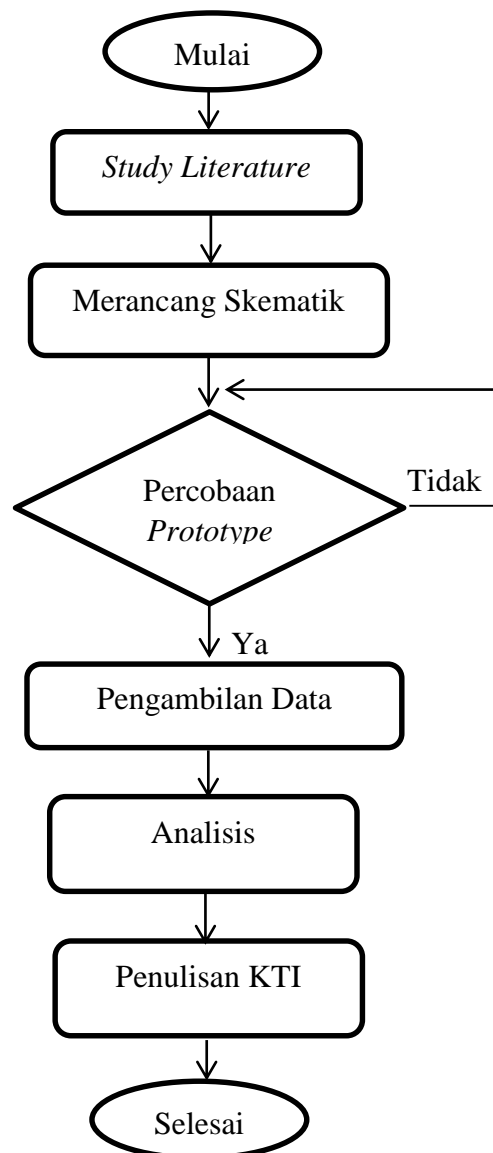 Mulai
Study Literature
Merancang Skematik
Percobaan
Prototype
Tidak
Ya
Pengambilan Data
Analisis
Penulisan KTI
Selesai